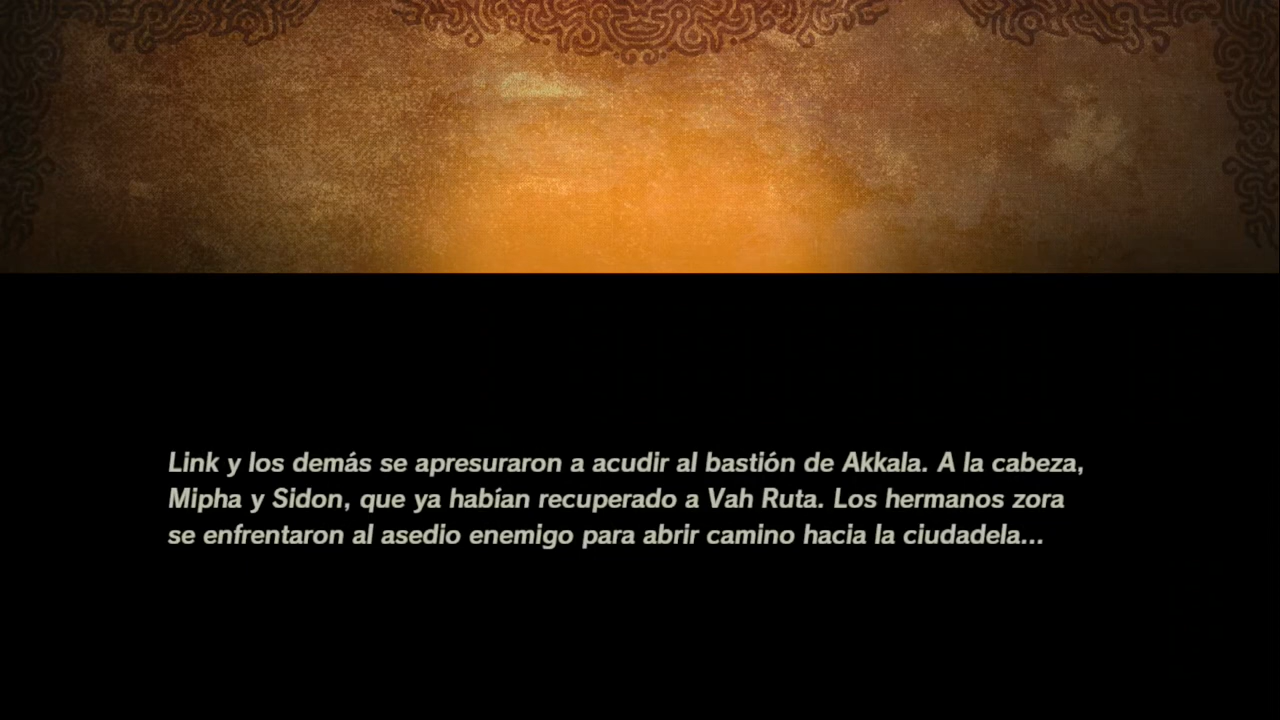 Link y los demás se apresuraron a acudir al bastión de Akkala. A la cabeza,
Mipha y Sidon, que ya habían recuperado a Vah Ruta. Los hermanos zora
se enfrentaron al asedio enemigo para abrir camino hacia la ciudadela...